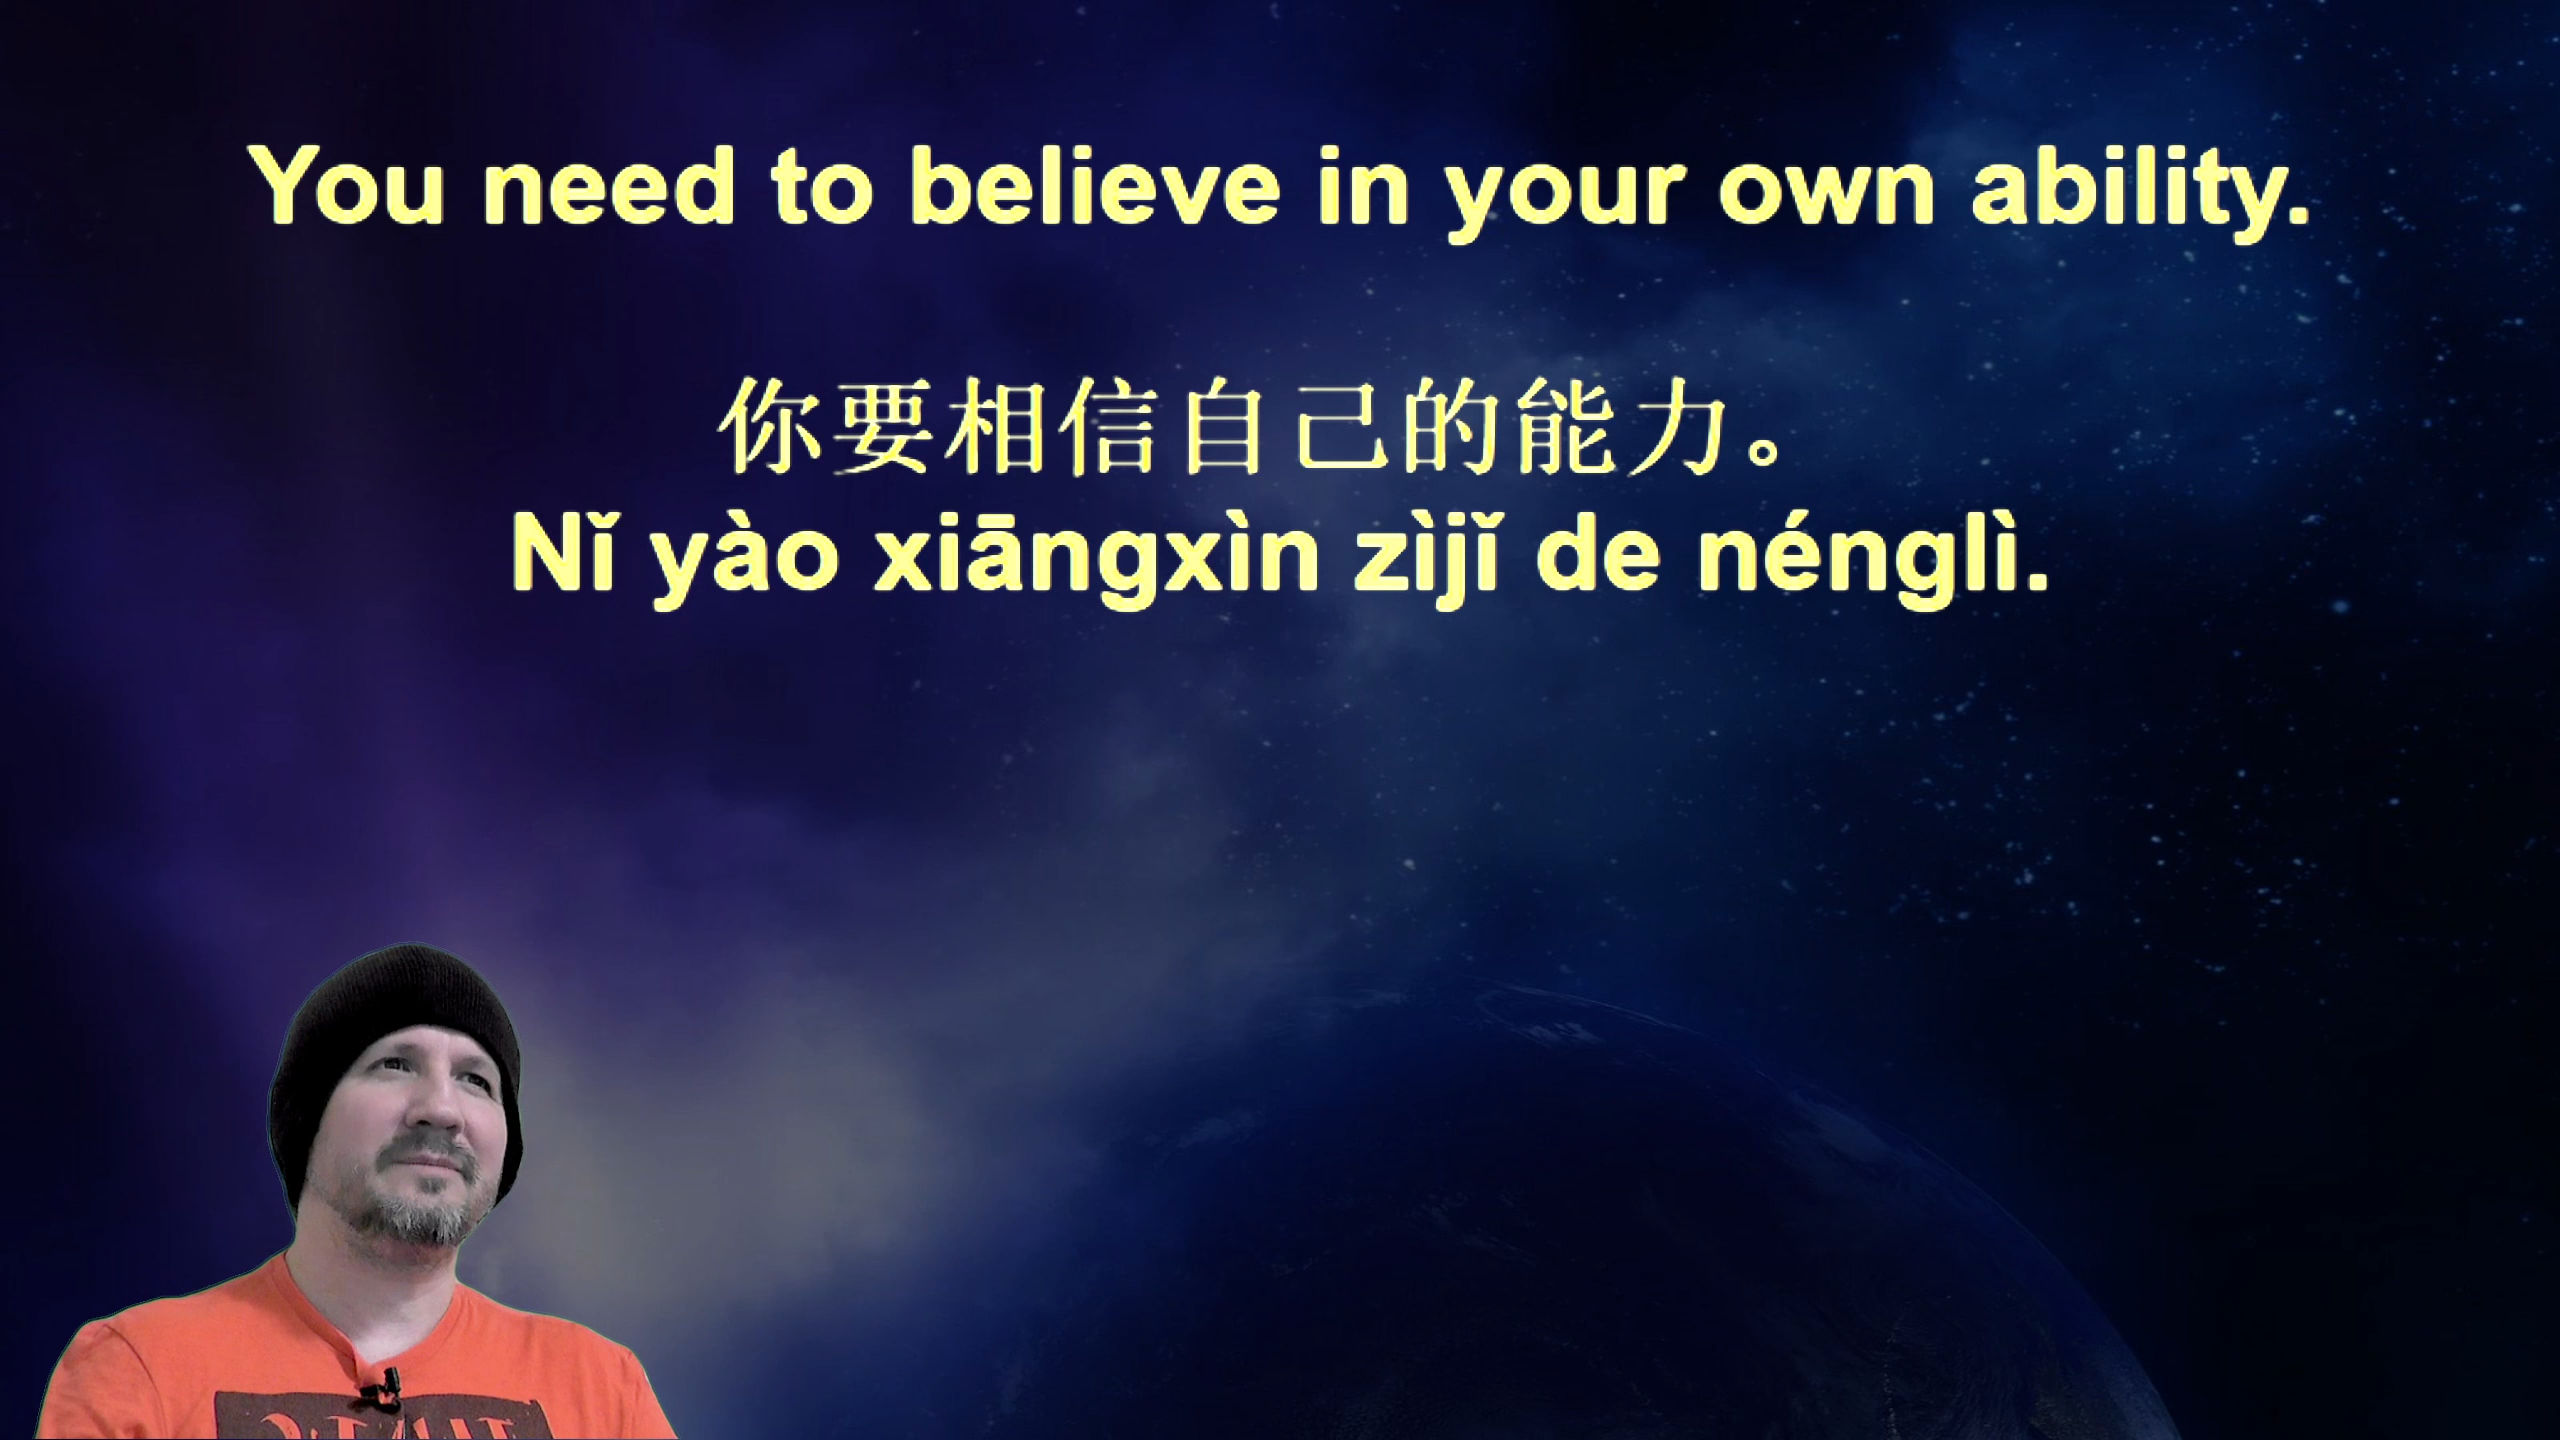 You need to believe in your own ability.
你要相信自己的能力。
Nǐ yào xiāngxìn zìjǐ de nénglì.